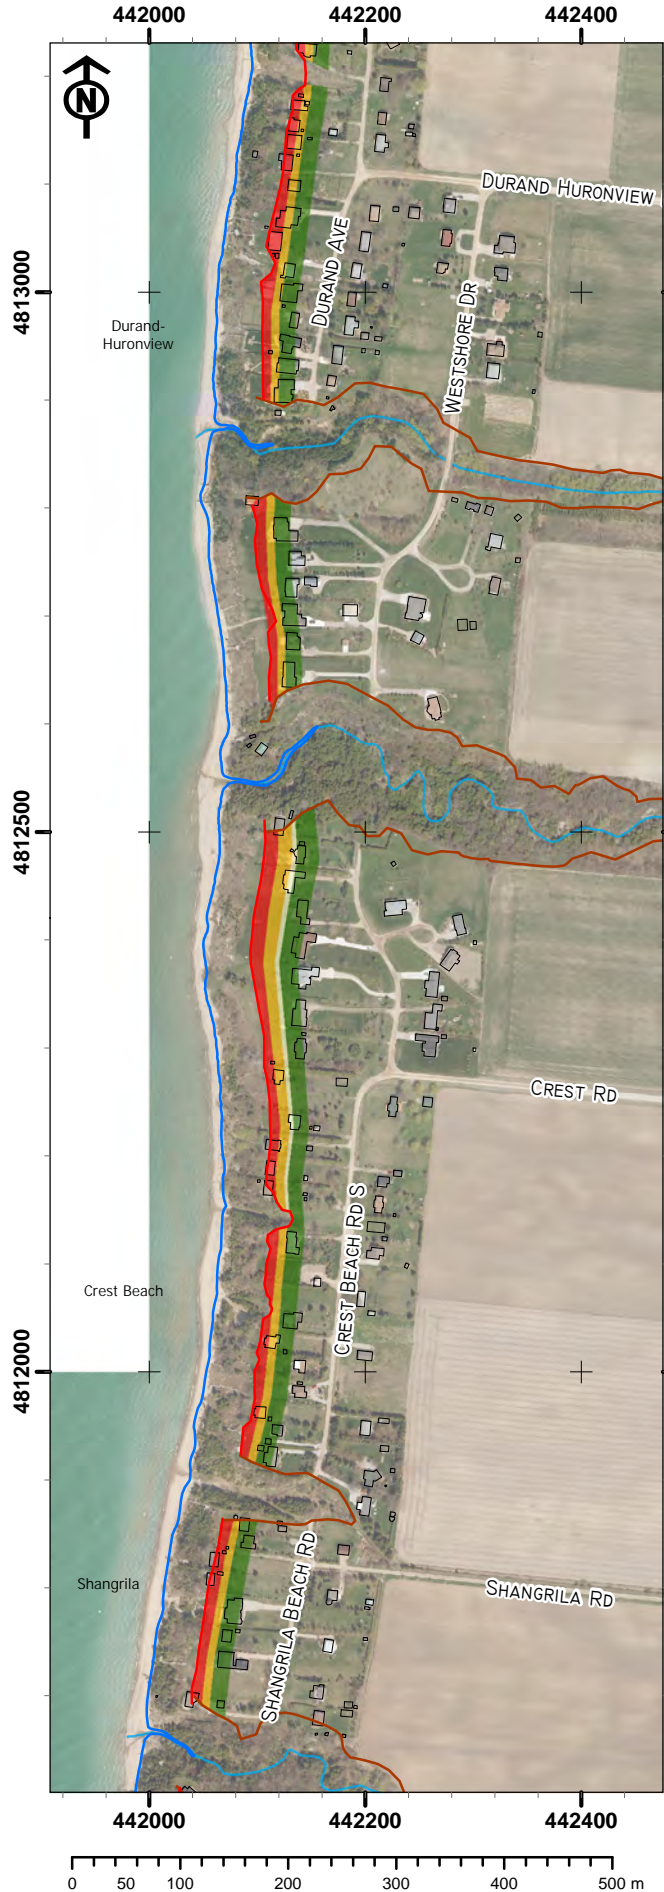 442000 442200 442400
N
DURAND HURONVIEW
DURAND AVE
4813000
WESTSHORE DR
Durand-
Huronview
4812500
CREST RD
CREST BEACH RD S
Crest Beach
4812000
Shangrila
SHANGRILA BEACH RD
SHANGRILA RD
442000 442200 442400
0 50 100 200 300 400 500 m